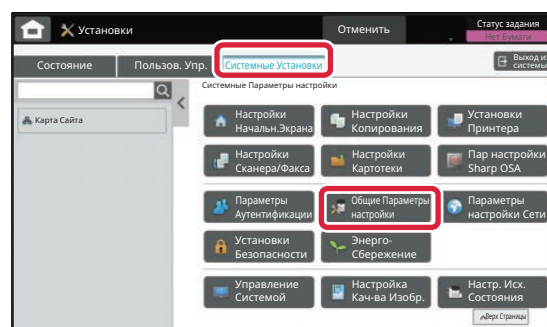 Установки
Отменить
Статус задания
Нет Бумаги
Состояние
Пользов. Упр.
Системные Установки
Выход из
системы
Системные Параметры настройки
Карта Сайта
Настройки
Начальн.Экрана
Настройки
Копирования
Установки
Принтера
Настройки
Сканера/Факса
Настройки
Картотеки
Пар настройки
Sharp OSA
Параметры
Аутентификации
Общие Параметры
настройки
Параметры
настройки Сети
Установки
Безопасности
Энерго-
Сбережение
Управление
Системой
Настройка
Кач-ва Изобр.
Настр. Исх.
Состояния
Верх Страницы